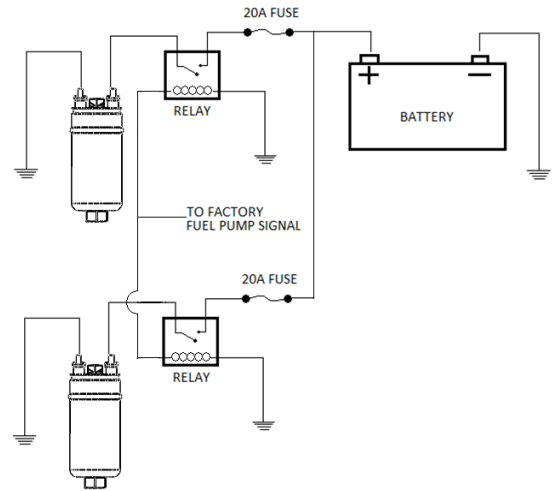 20A FUSE
RELAY
+
−
BATTERY
TO FACTORY
FUEL PUMP SIGNAL
20A FUSE
RELAY